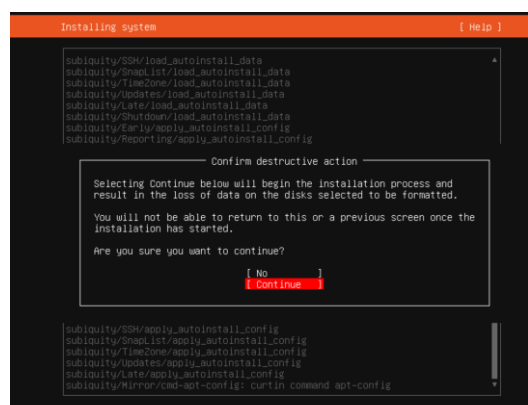 Installing system [ Help ]
subiquity/SSH/load_autoinstall_data
subiquity/SnapList/load_autoinstall_data
subiquity/TimeZone/load_autoinstall_data
subiquity/Updates/load_autoinstall_data
subiquity/Late/load_autoinstall_data
subiquity/Shutdown/load_autoinstall_data
subiquity/Early/apply_autoinstall_config
subiquity/Reporting/apply_autoinstall_config
Confirm destructive action
Selecting Continue below will begin the installation process and
result in the loss of data on the disks selected to be formatted.
You will not be able to return to this or a previous screen once the
installation has started.
Are you sure you want to continue?
[ No ]
[ Continue ]
subiquity/SSH/apply_autoinstall_config
subiquity/SnapList/apply_autoinstall_config
subiquity/TimeZone/apply_autoinstall_config
subiquity/Updates/apply_autoinstall_config
subiquity/Late/apply_autoinstall_config
subiquity/Mirror/cmd-apt-config: curtin command apt-config